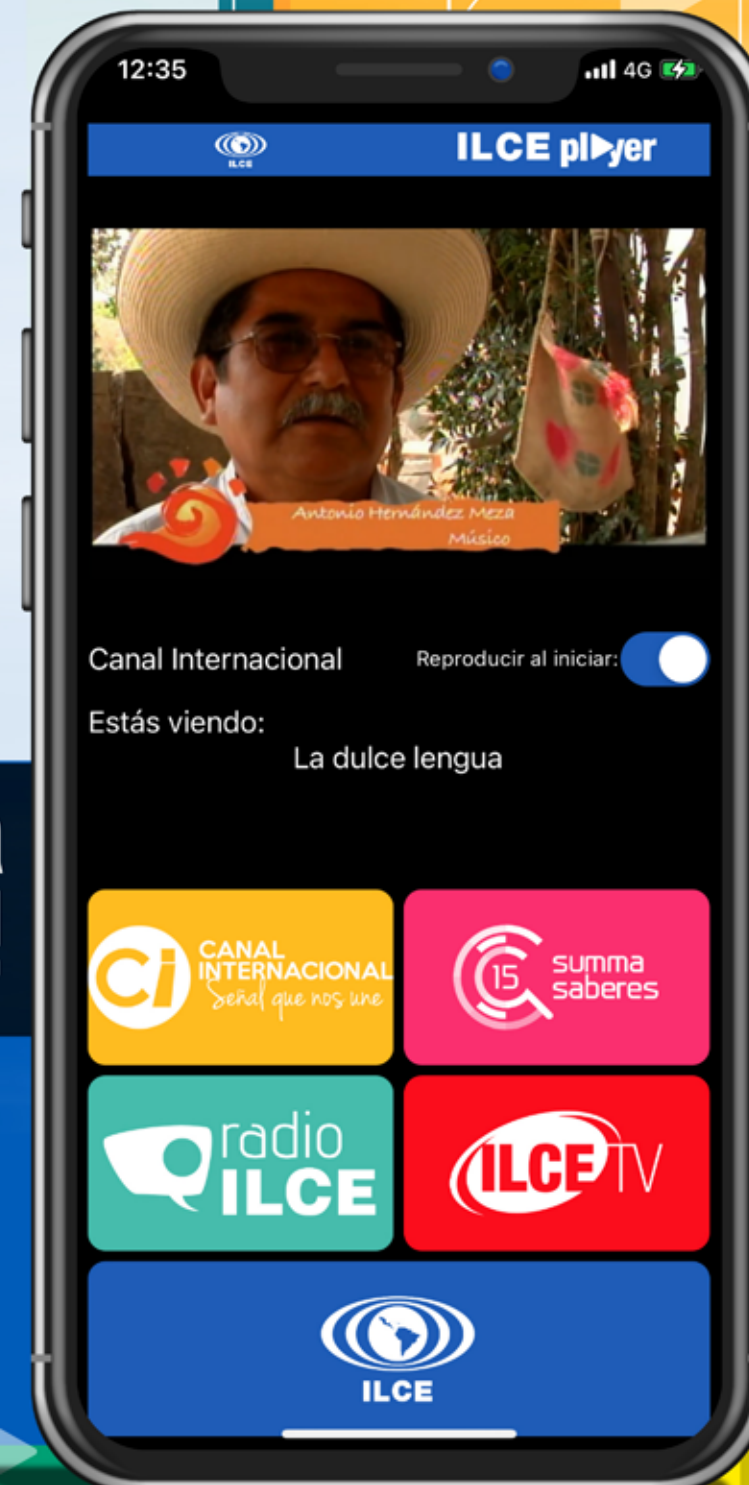 12:35
4G
ILCE
ILCE player
Antonio Hernández Meza
Músico
Canal Internacional
Reproducir al iniciar:
Estás viendo:
La dulce lengua
Ci
CANAL
INTERNACIONAL
Señal que nos une
15
summa
saberes
radio
ILCE
ILCE TV
ILCE